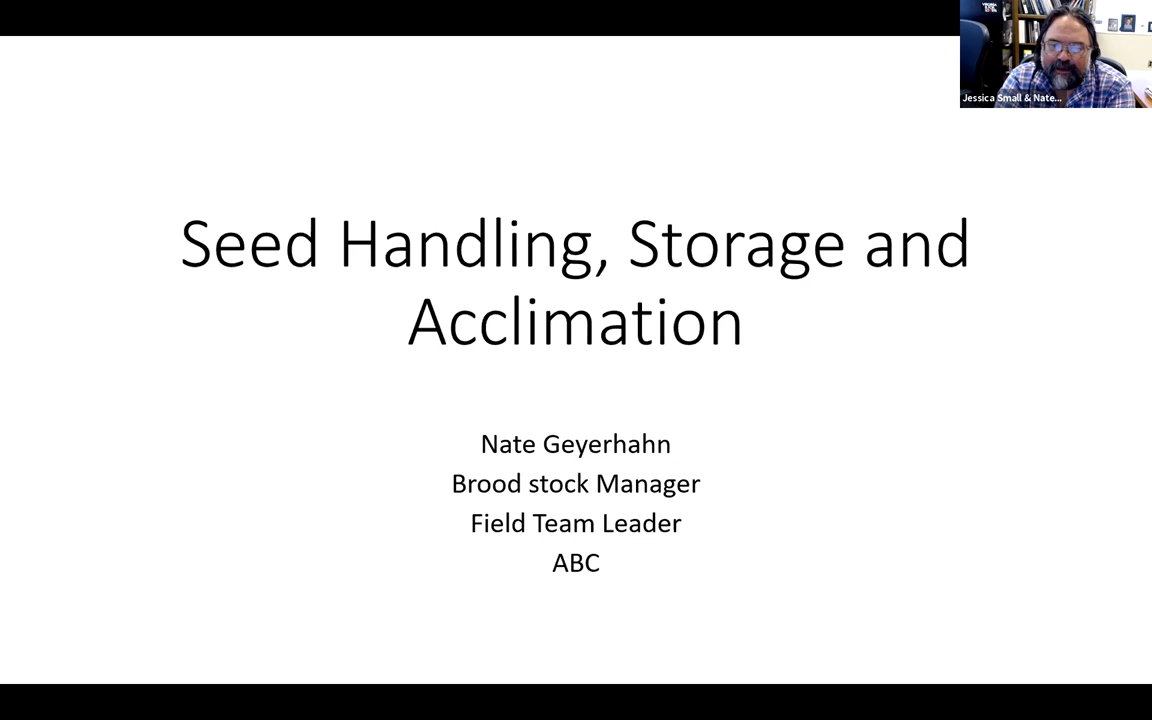 Jessica Small & Nate...
Seed Handling, Storage and
Acclimation
Nate Geyerhahn
Brood stock Manager
Field Team Leader
ABC